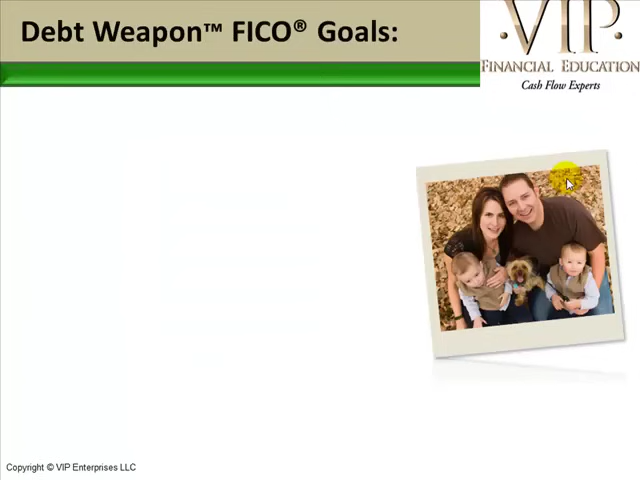 Debt Weapon™ FICO® Goals:
VIP
FINANCIAL EDUCATION
Cash Flow Experts
Copyright © VIP Enterprises LLC